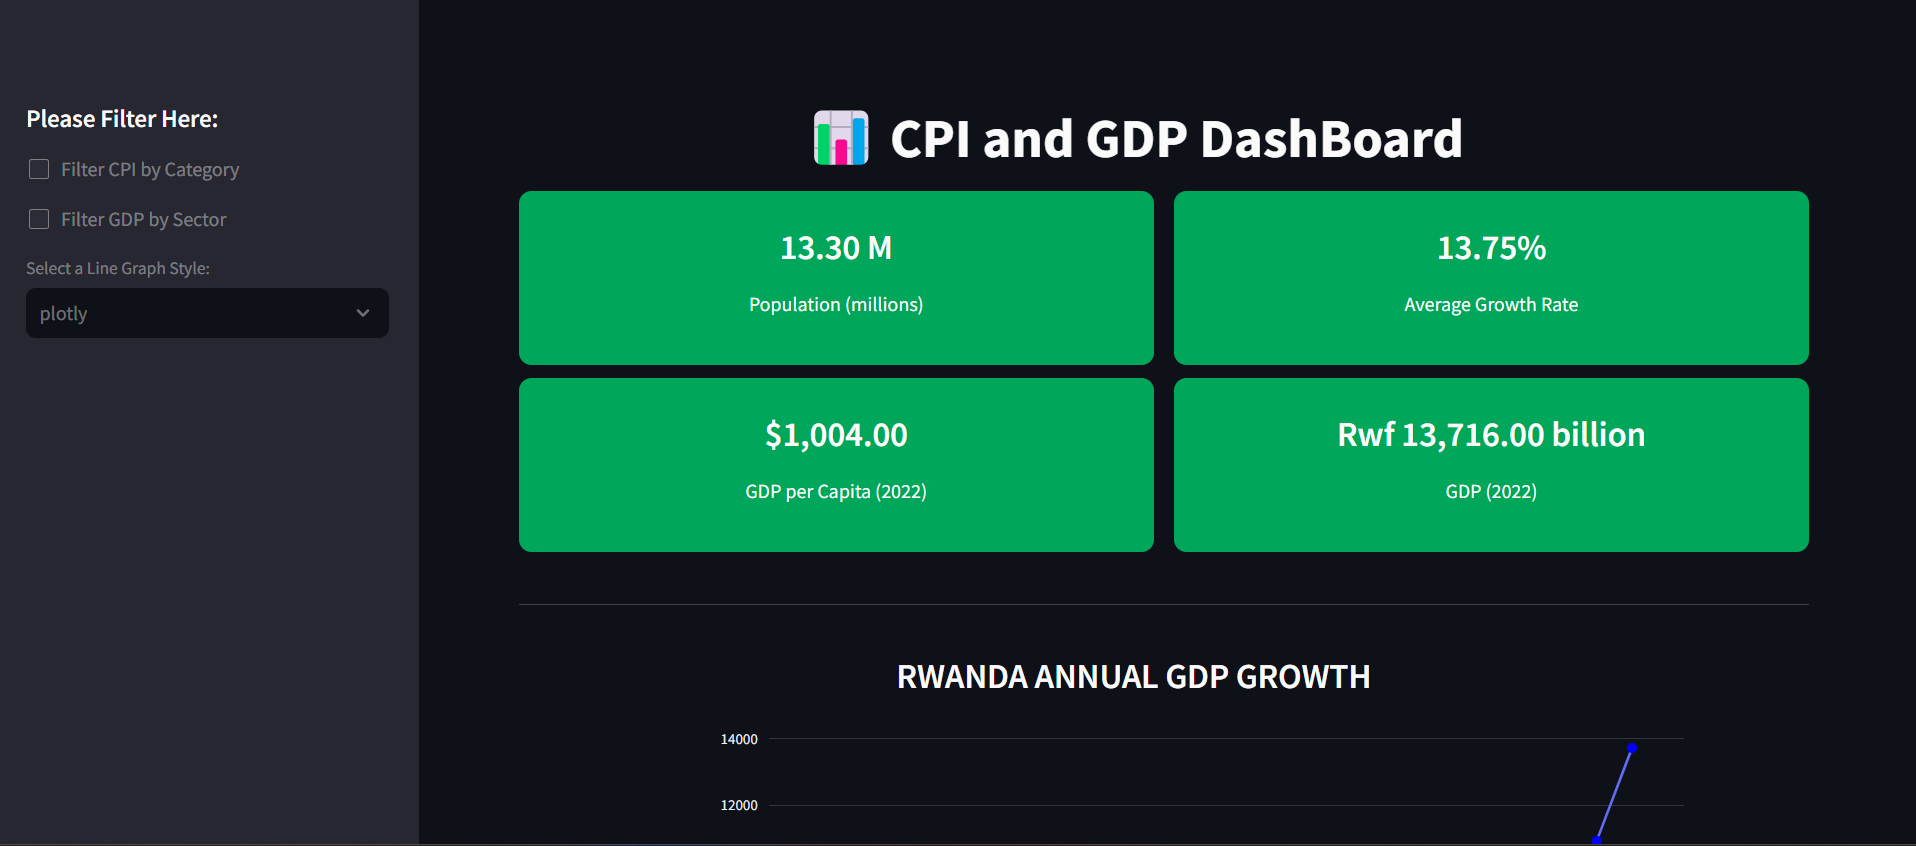 Please Filter Here:
Filter CPI by Category
Filter GDP by Sector
Select a Line Graph Style:
plotly
CPI and GDP DashBoard
13.30 M
Population (millions)
13.75%
Average Growth Rate
$1,004.00
GDP per Capita (2022)
Rwf 13,716.00 billion
GDP (2022)
RWANDA ANNUAL GDP GROWTH
14000
12000